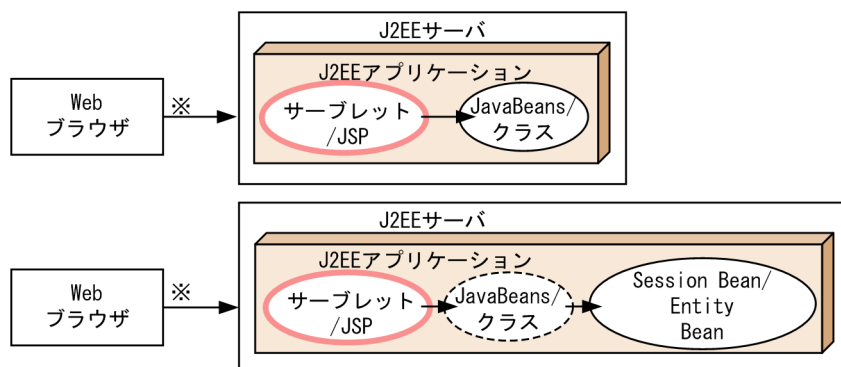 J2EEサーバ
J2EEアプリケーション
Web
ブラウザ
※
サーブレット
/JSP
JavaBeans/
クラス
J2EEサーバ
J2EEアプリケーション
Web
ブラウザ
※
サーブレット
/JSP
JavaBeans/
クラス
Session Bean/
Entity
Bean